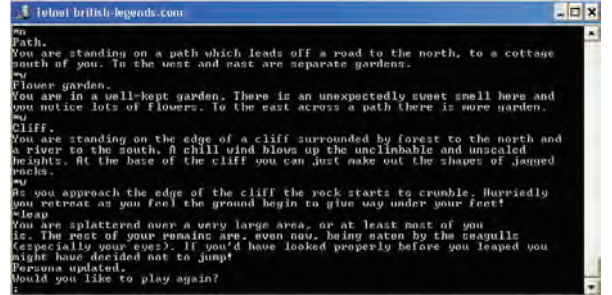 Telnet british-legends.com
*n
Path.
You are standing on a path which leads off a road to the north, to a cottage
south of you. To the west and east are separate gardens.
*w
Flower garden.
You are in a well-kept garden. There is an unexpectedly sweet smell here and
you notice lots of flowers. To the east across a path there is more garden.
*w
Cliff.
You are standing on the edge of a cliff surrounded by forest to the north and
a river to the south. A chill wind blows up the unclimbable and unscaled
heights. At the base of the cliff you can just make out the shapes of jagged
rocks.
*w
As you approach the edge of the cliff the rock starts to crumble. Hurriedly
you retreat as you feel the ground begin to give way under your feet!
*leap
You are splattered over a very large area, or at least most of you
is. The rest of your remains are, even now, being eaten by the seagulls
(especially your eyes). If you'd have looked properly before you leaped you
might have decided not to jump!
Persona updated.
Would you like to play again?
: